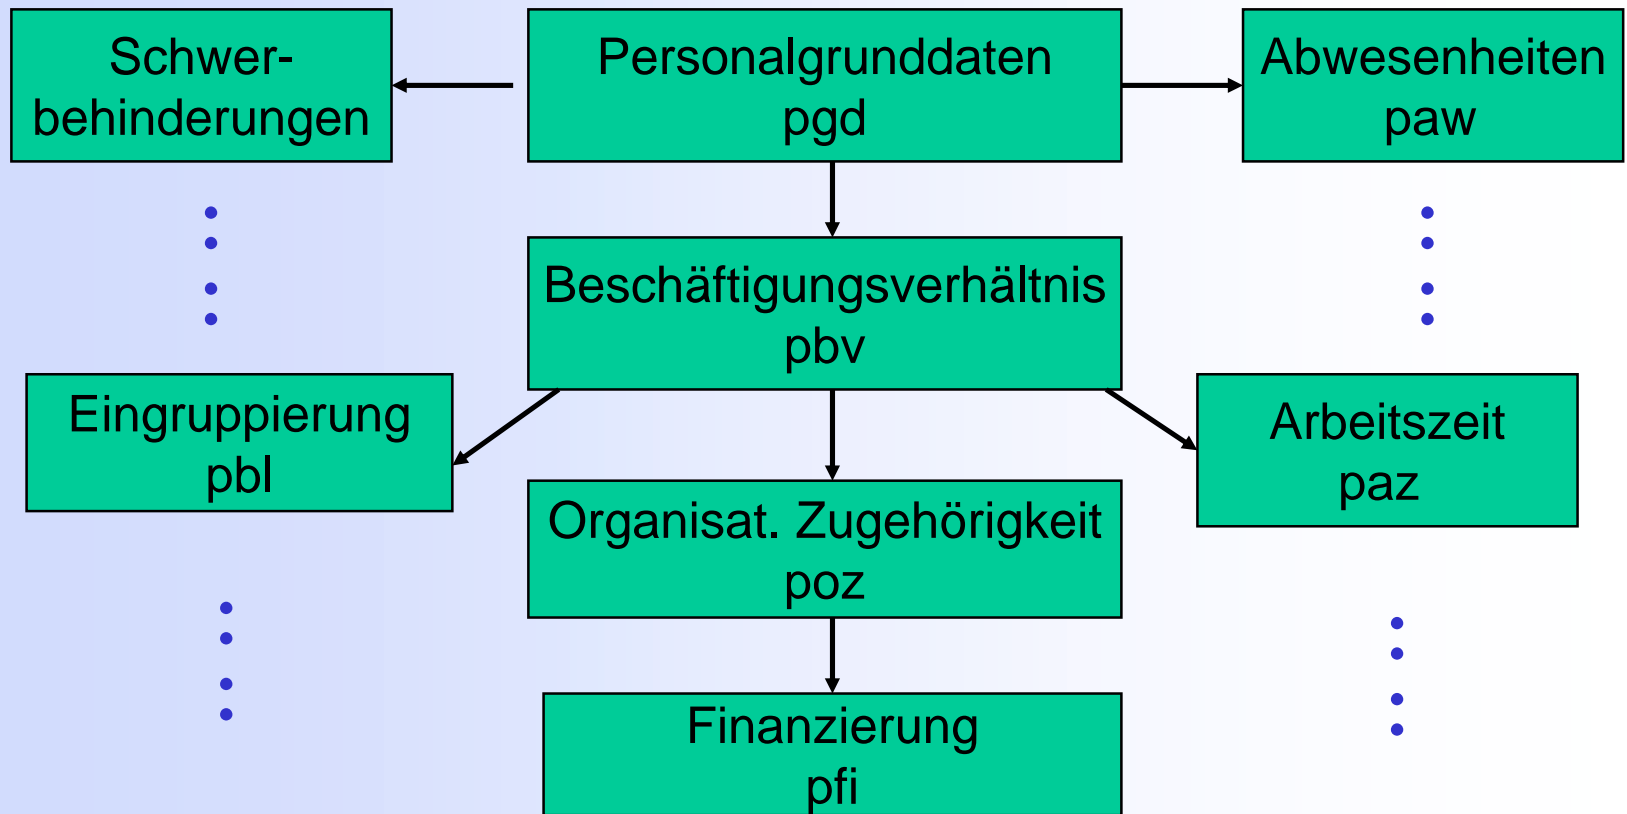 Schwer-
behinderungen
Personalgrunddaten
pgd
Abwesenheiten
paw
Beschäftigungsverhältnis
pbv
Eingruppierung
pbl
Arbeitszeit
paz
Organisat. Zugehörigkeit
poz
Finanzierung
pfi